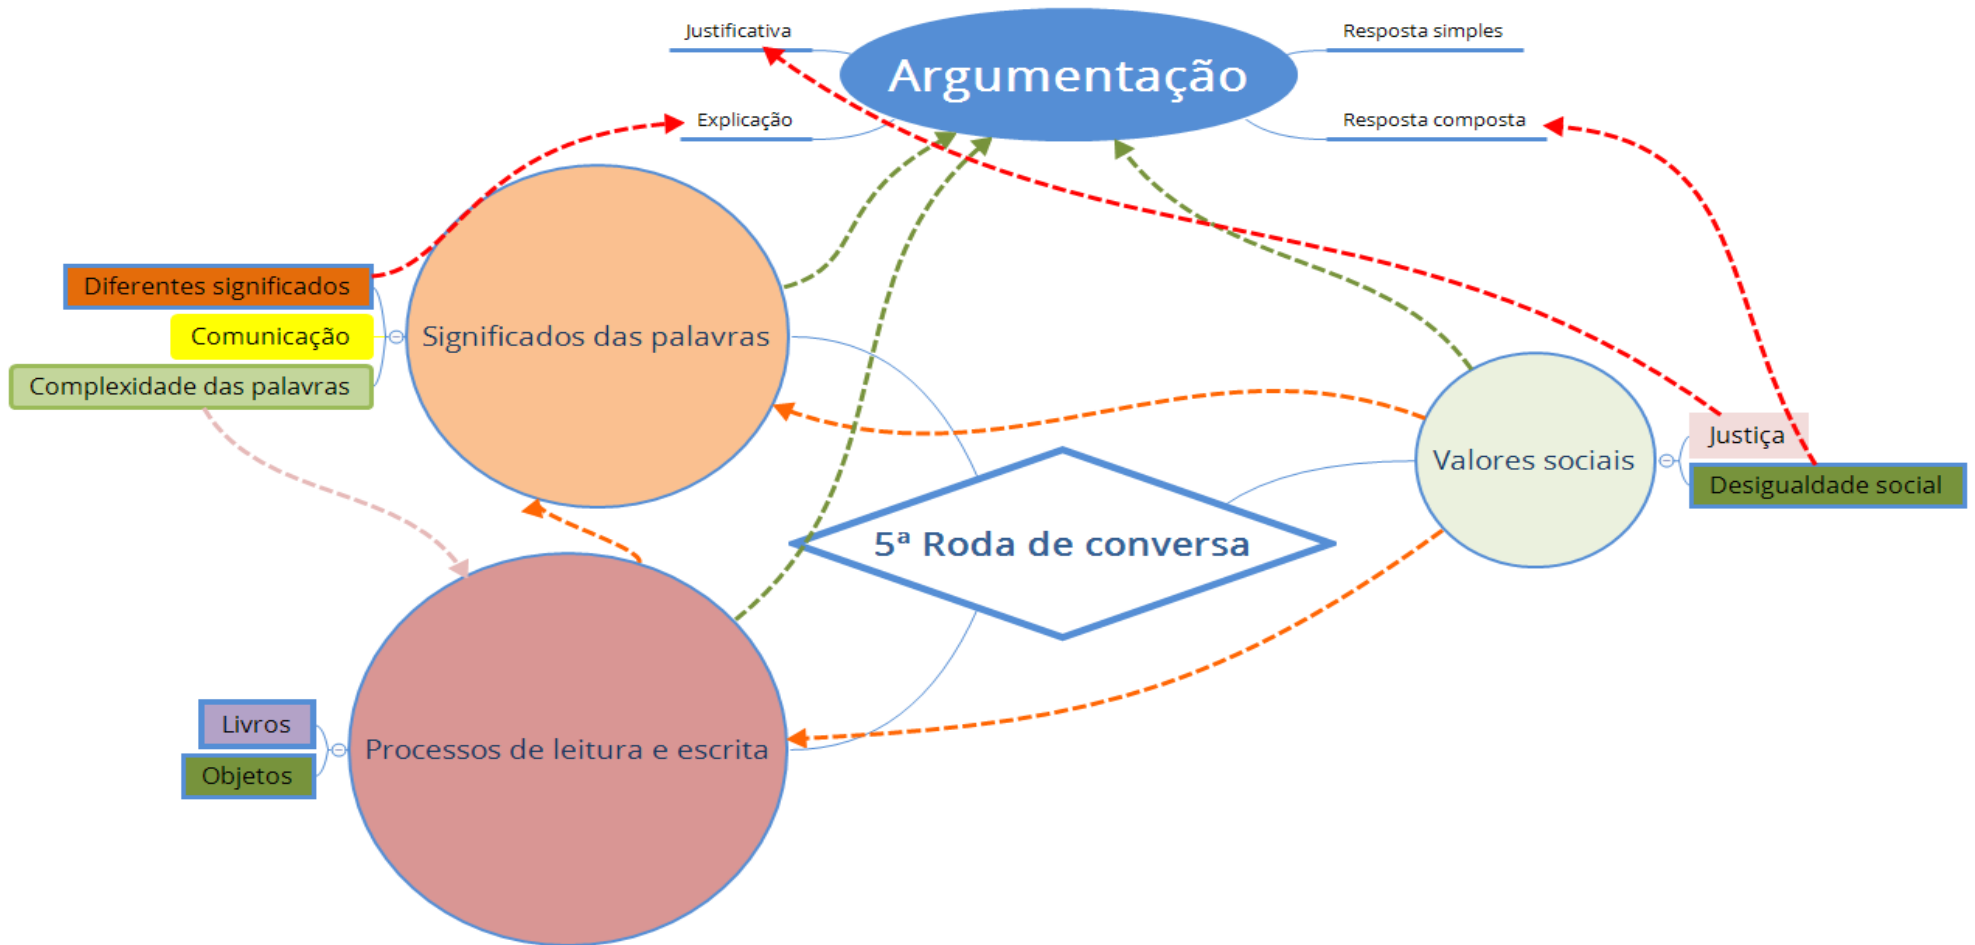 Justificativa
Resposta simples
Argumentação
Explicação
Resposta composta
Diferentes significados
Comunicação
Significados das palavras
Complexidade das palavras
Justiça
Valores sociais
Desigualdade social
5ª Roda de conversa
Livros
Processos de leitura e escrita
Objetos